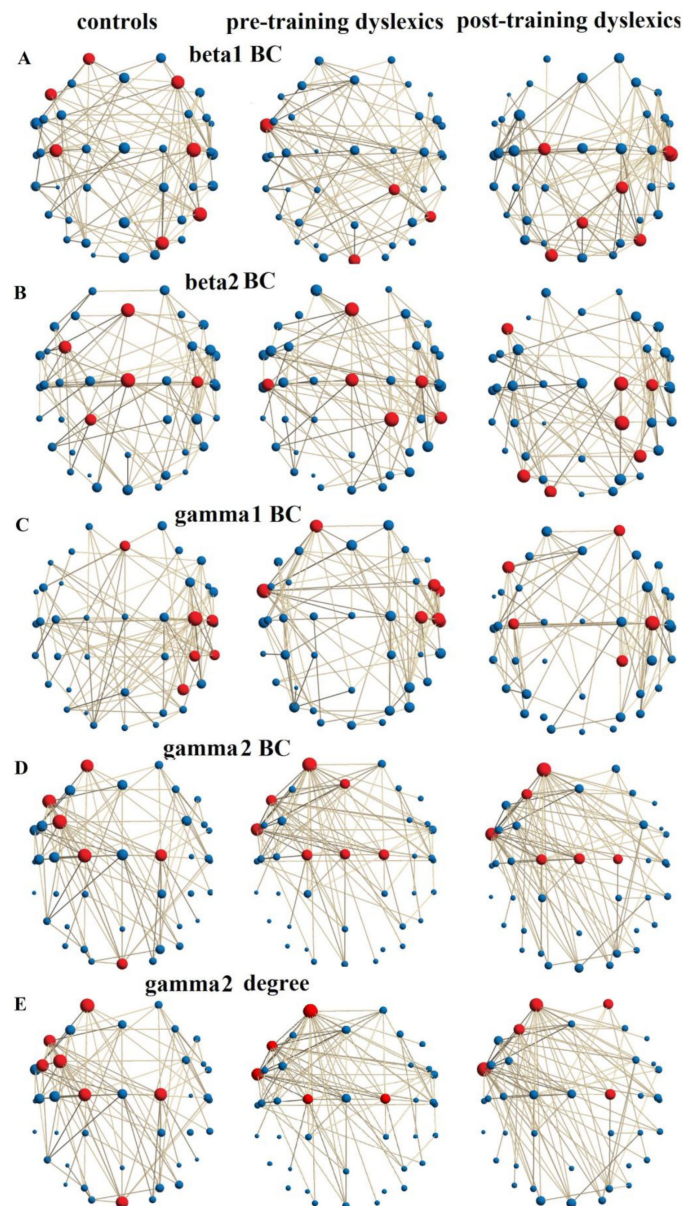 controls pre-training dyslexics post-training dyslexics
A beta1 BC
B beta2 BC
C gamma1 BC
D gamma2 BC
E gamma2 degree